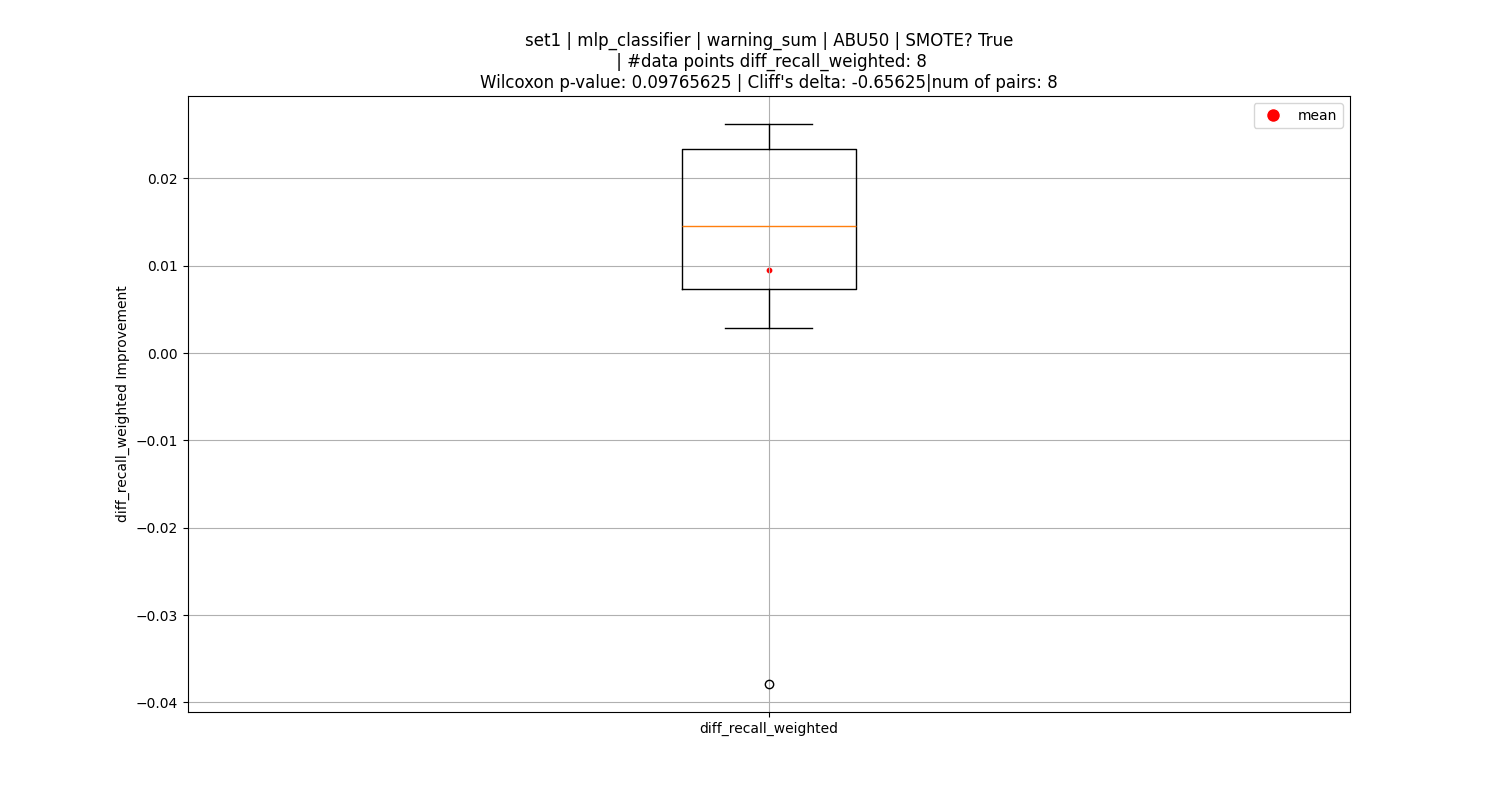 set1 | mlp_classifier | warning_sum | ABU50 | SMOTE? True
| #data points diff_recall_weighted: 8
Wilcoxon p-value: 0.09765625 | Cliff's delta: -0.65625|num of pairs: 8
mean
0.02
0.01
0.00
−0.01
−0.02
−0.03
−0.04
diff_recall_weighted Improvement
diff_recall_weighted